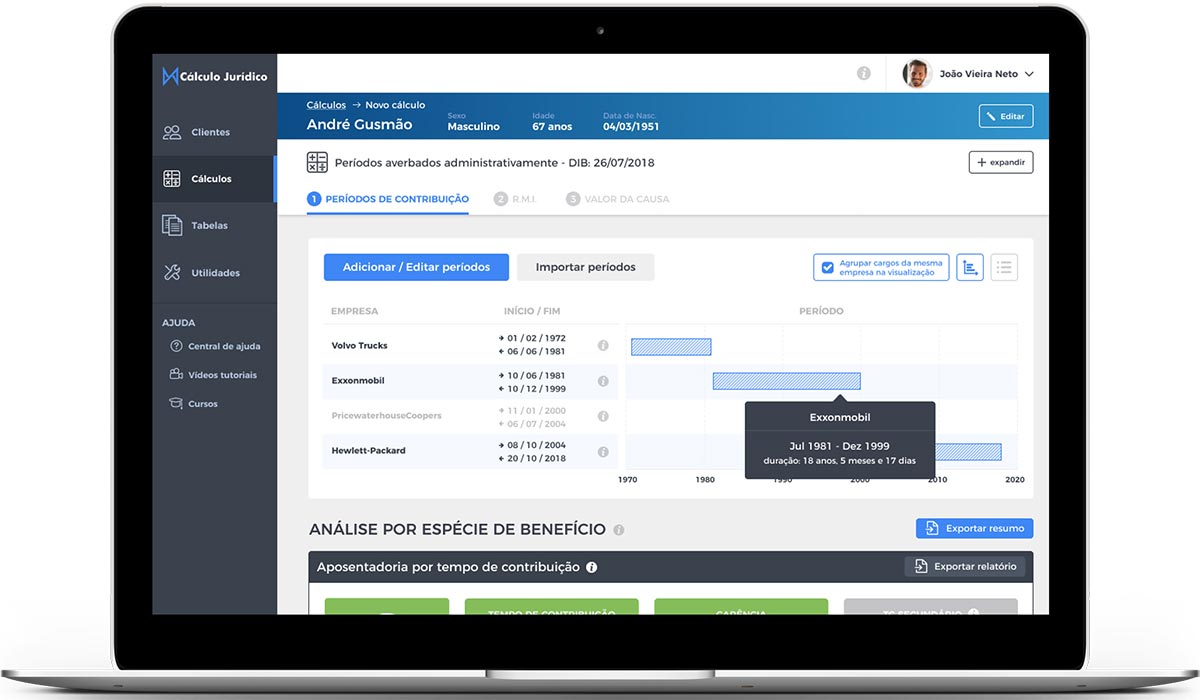 Cálculo Jurídico
João Vieira Neto
Clientes
Cálculos
Tabelas
Utilidades
AJUDA
Central de ajuda
Vídeos tutoriais
Cursos
Cálculos → Novo cálculo
André Gusmão
Sexo
Masculino
Idade
67 anos
Data de Nasc.
04/03/1951
Editar
Períodos averbados administrativamente - DIB: 26/07/2018
+ expandir
1 PERÍODOS DE CONTRIBUIÇÃO
2 R.M.I.
3 VALOR DA CAUSA
Adicionar / Editar períodos
Importar períodos
Agrupar cargos da mesma
empresa na visualização
EMPRESA INÍCIO / FIM PERÍODO
Volvo Trucks
01 / 02 / 1972
06 / 06 / 1981
Exxonmobil
10 / 06 / 1981
10 / 12 / 1999
PricewaterhouseCoopers
11 / 01 / 2000
06 / 07 / 2004
Hewlett-Packard
08 / 10 / 2004
20 / 10 / 2018
Exxonmobil
Jul 1981 - Dez 1999
duração: 18 anos, 5 meses e 17 dias
1970 1980 1990 2000 2010 2020
ANÁLISE POR ESPÉCIE DE BENEFÍCIO
Exportar resumo
Aposentadoria por tempo de contribuição
Exportar relatório
TEMPO DE CONTRIBUIÇÃO
CARÊNCIA
TC SECUNDÁRIO